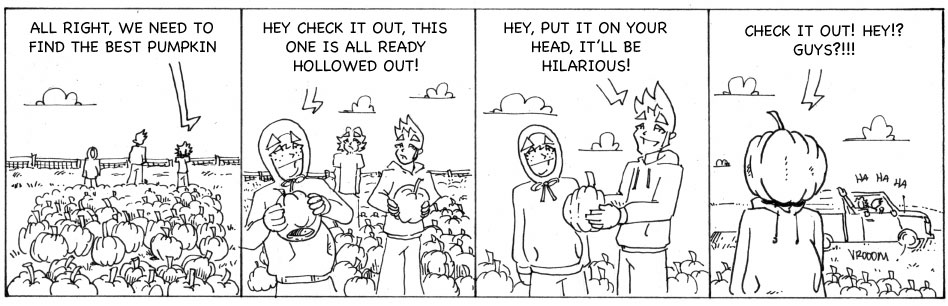 ALL RIGHT, WE NEED TO
FIND THE BEST PUMPKIN
HEY CHECK IT OUT, THIS
ONE IS ALL READY
HOLLOWED OUT!
HEY, PUT IT ON YOUR
HEAD, IT'LL BE
HILARIOUS!
CHECK IT OUT! HEY!?
GUYS?!!!
HA HA HA
VROOOM